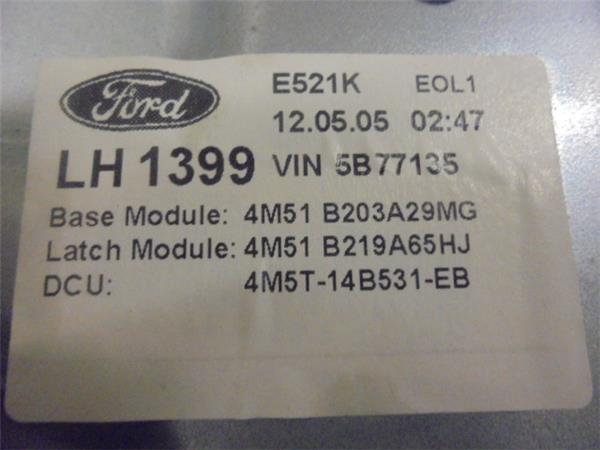 Ford E521K EOL1
12.05.05 02:47
LH 1399 VIN 5B77135
Base Module: 4M51 B203A29MG
Latch Module: 4M51 B219A65HJ
DCU: 4M5T-14B531-EB